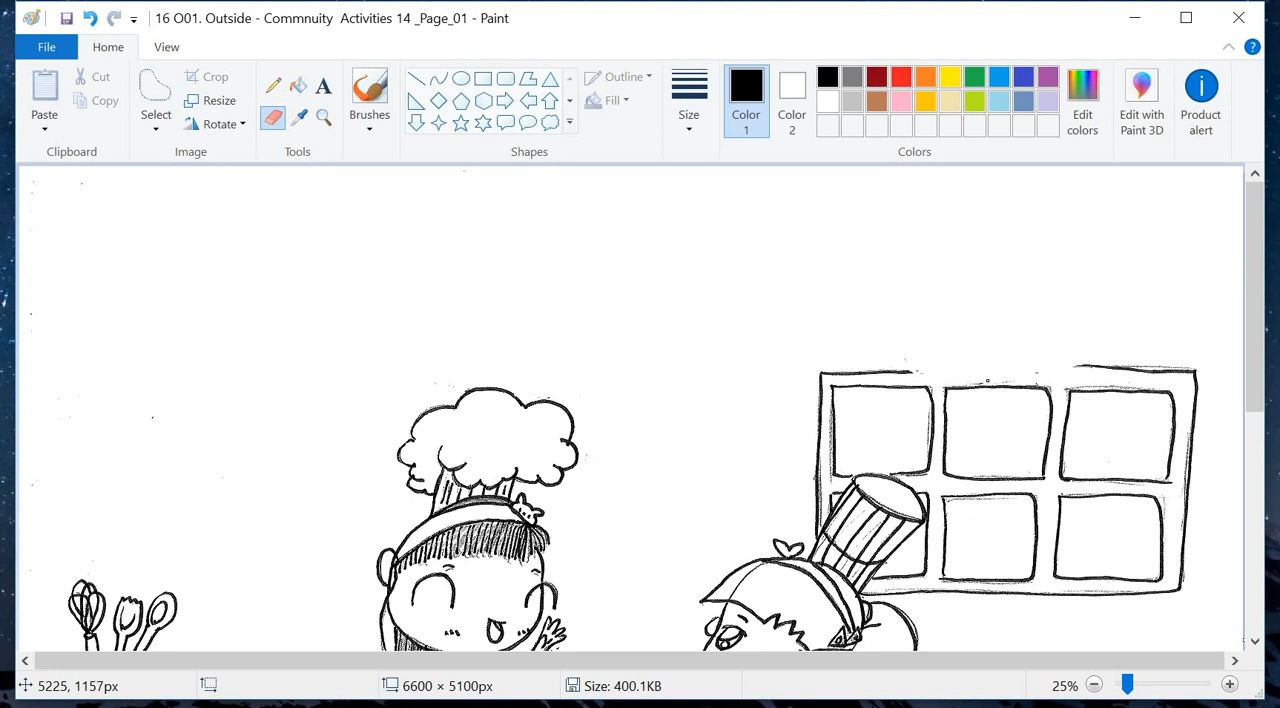 16 O01. Outside - Commnuity  Activities 14 _Page_01 - Paint
File
Home
View
Paste
Cut
Copy
Clipboard
Select
Crop
Resize
Rotate
Image
Tools
Brushes
Shapes
Outline
Fill
Size
Color
1
Color
2
Edit
colors
Colors
Edit with
Paint 3D
Product
alert
5225, 1157px
6600 × 5100px
Size: 400.1KB
25%